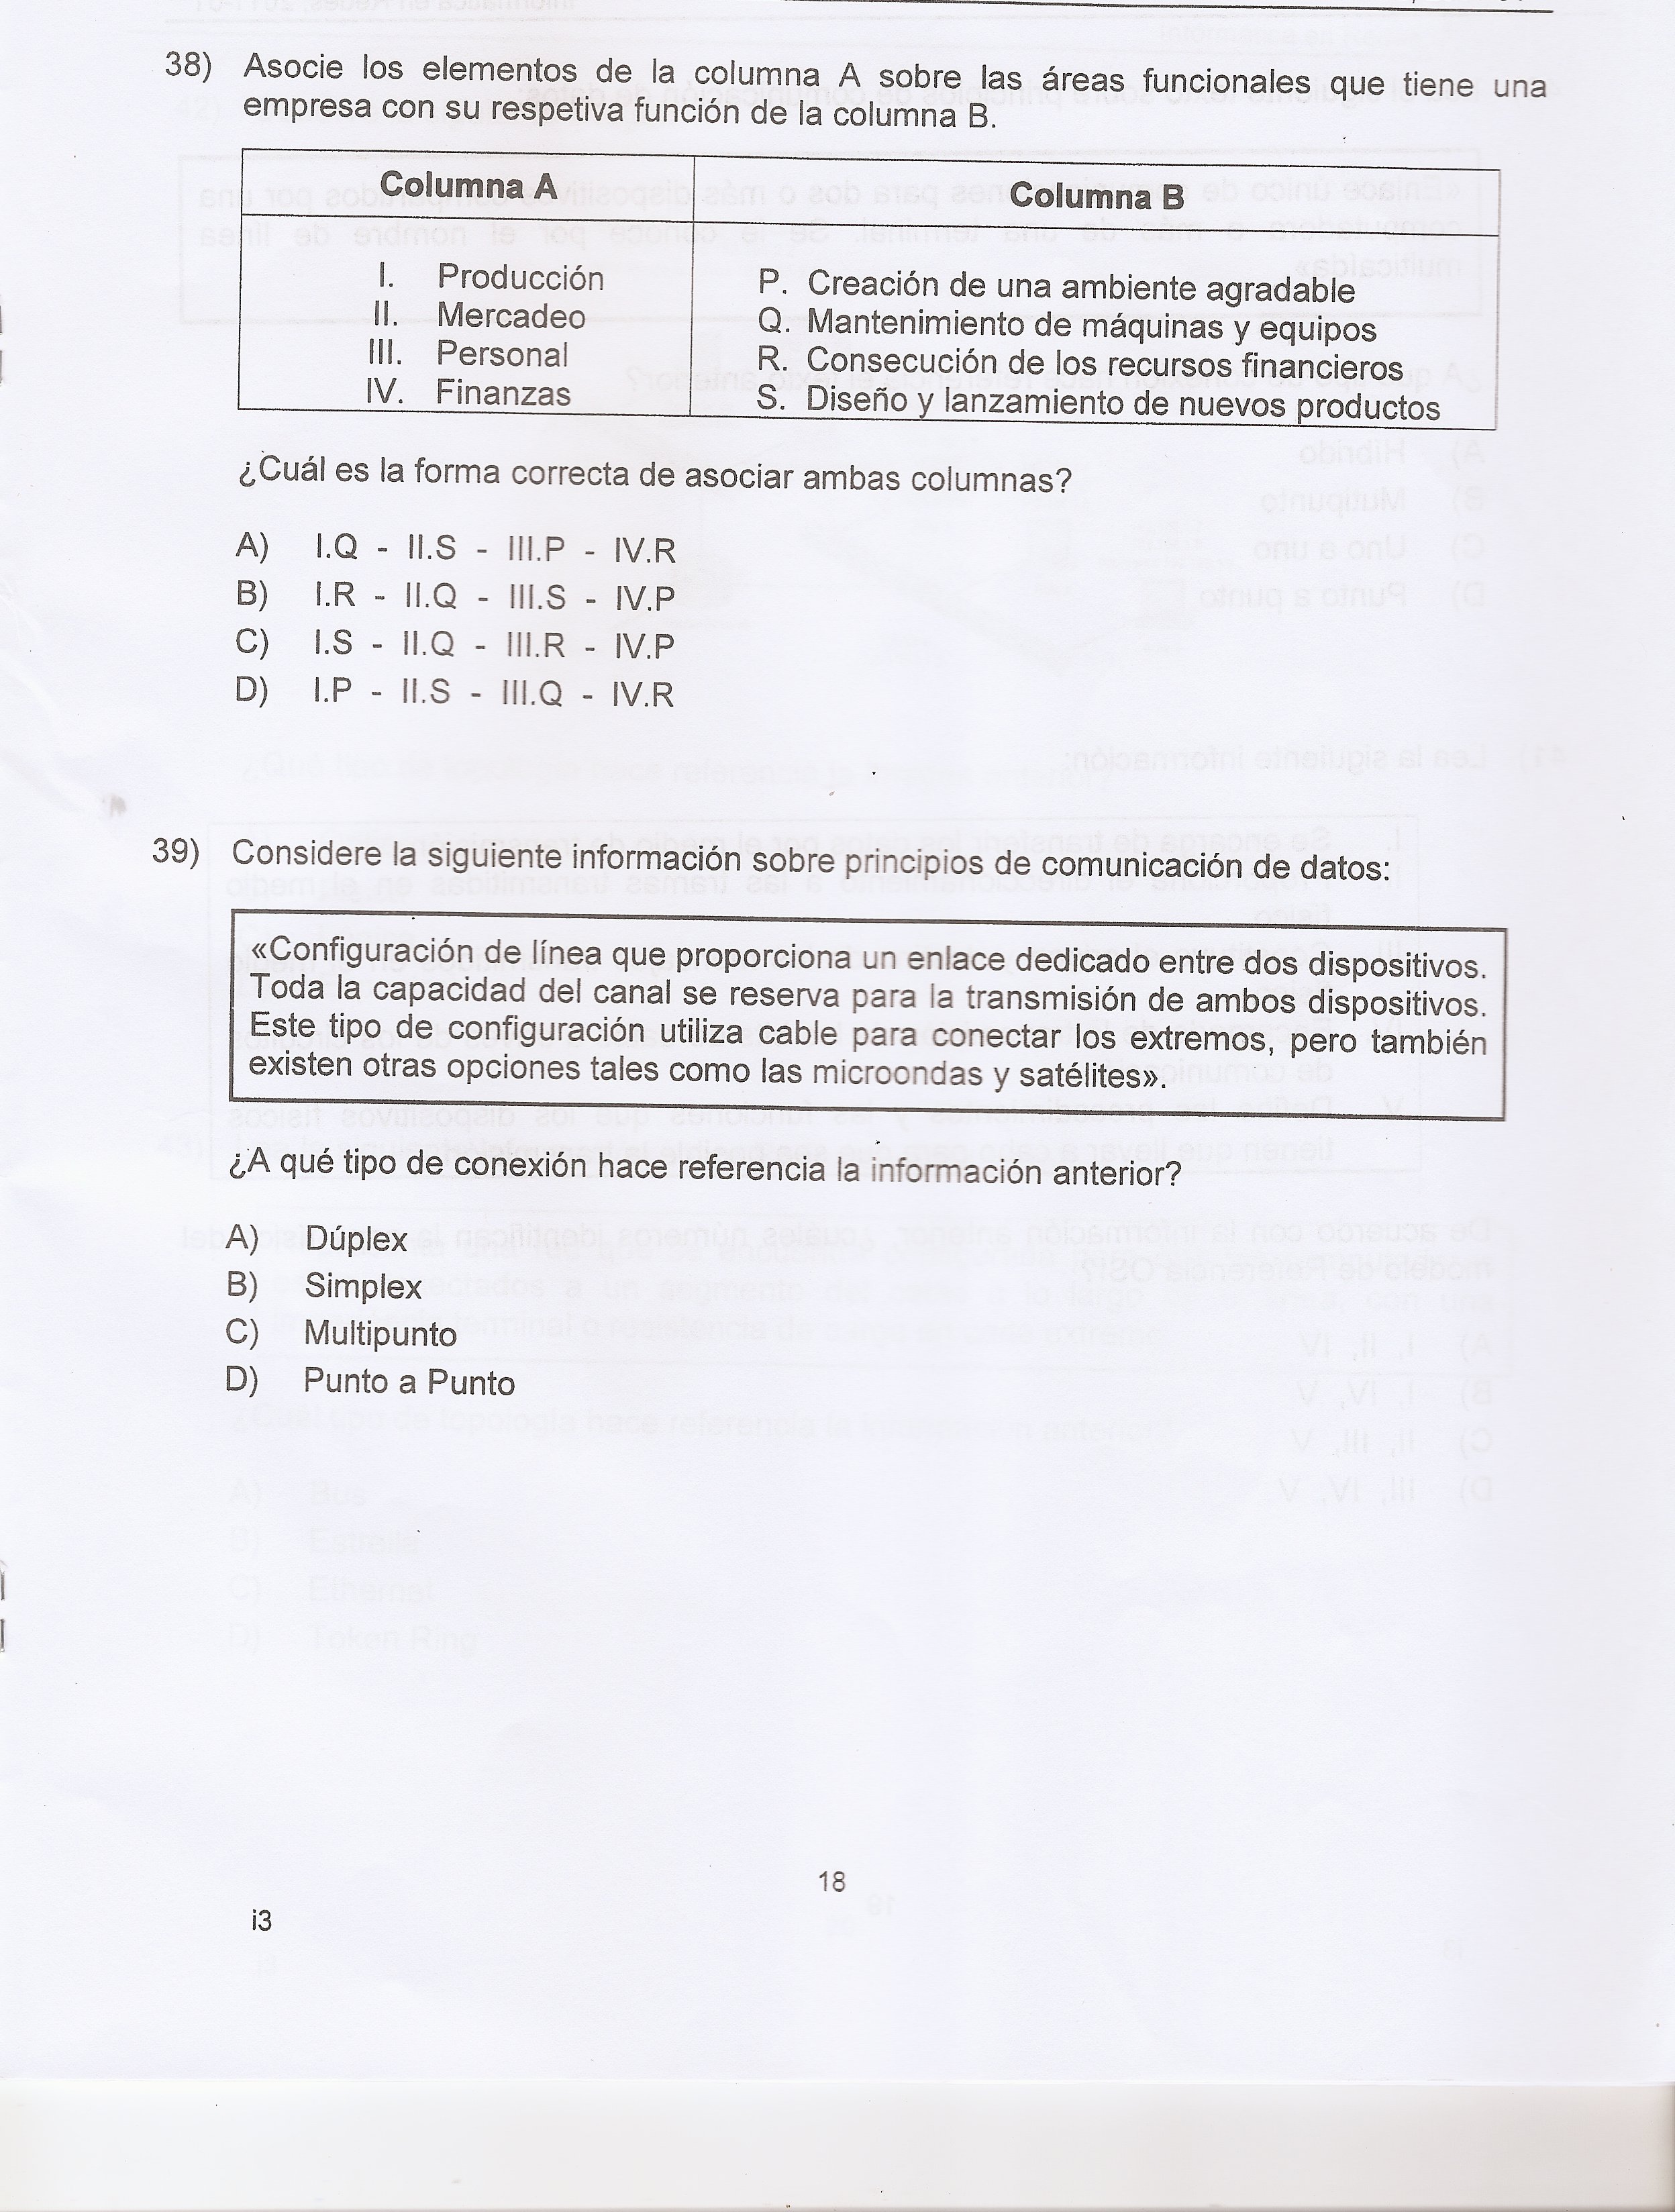 38) Asocie los elementos de la columna A sobre las áreas funcionales que tiene una
empresa con su respetiva función de la columna B.
Columna A
Columna B
I. Producción
II. Mercadeo
III. Personal
IV. Finanzas
P. Creación de una ambiente agradable
Q. Mantenimiento de máquinas y equipos
R. Consecución de los recursos financieros
S. Diseño y lanzamiento de nuevos productos
¿Cuál es la forma correcta de asociar ambas columnas?
A) I.Q - II.S - III.P - IV.R
B) I.R - II.Q - III.S - IV.P
C) I.S - II.Q - III.R - IV.P
D) I.P - II.S - III.Q - IV.R
39) Considere la siguiente información sobre principios de comunicación de datos:
«Configuración de línea que proporciona un enlace dedicado entre dos dispositivos.
Toda la capacidad del canal se reserva para la transmisión de ambos dispositivos.
Este tipo de configuración utiliza cable para conectar los extremos, pero también
existen otras opciones tales como las microondas y satélites».
¿A qué tipo de conexión hace referencia la información anterior?
A) Dúplex
B) Simplex
C) Multipunto
D) Punto a Punto
18
i3